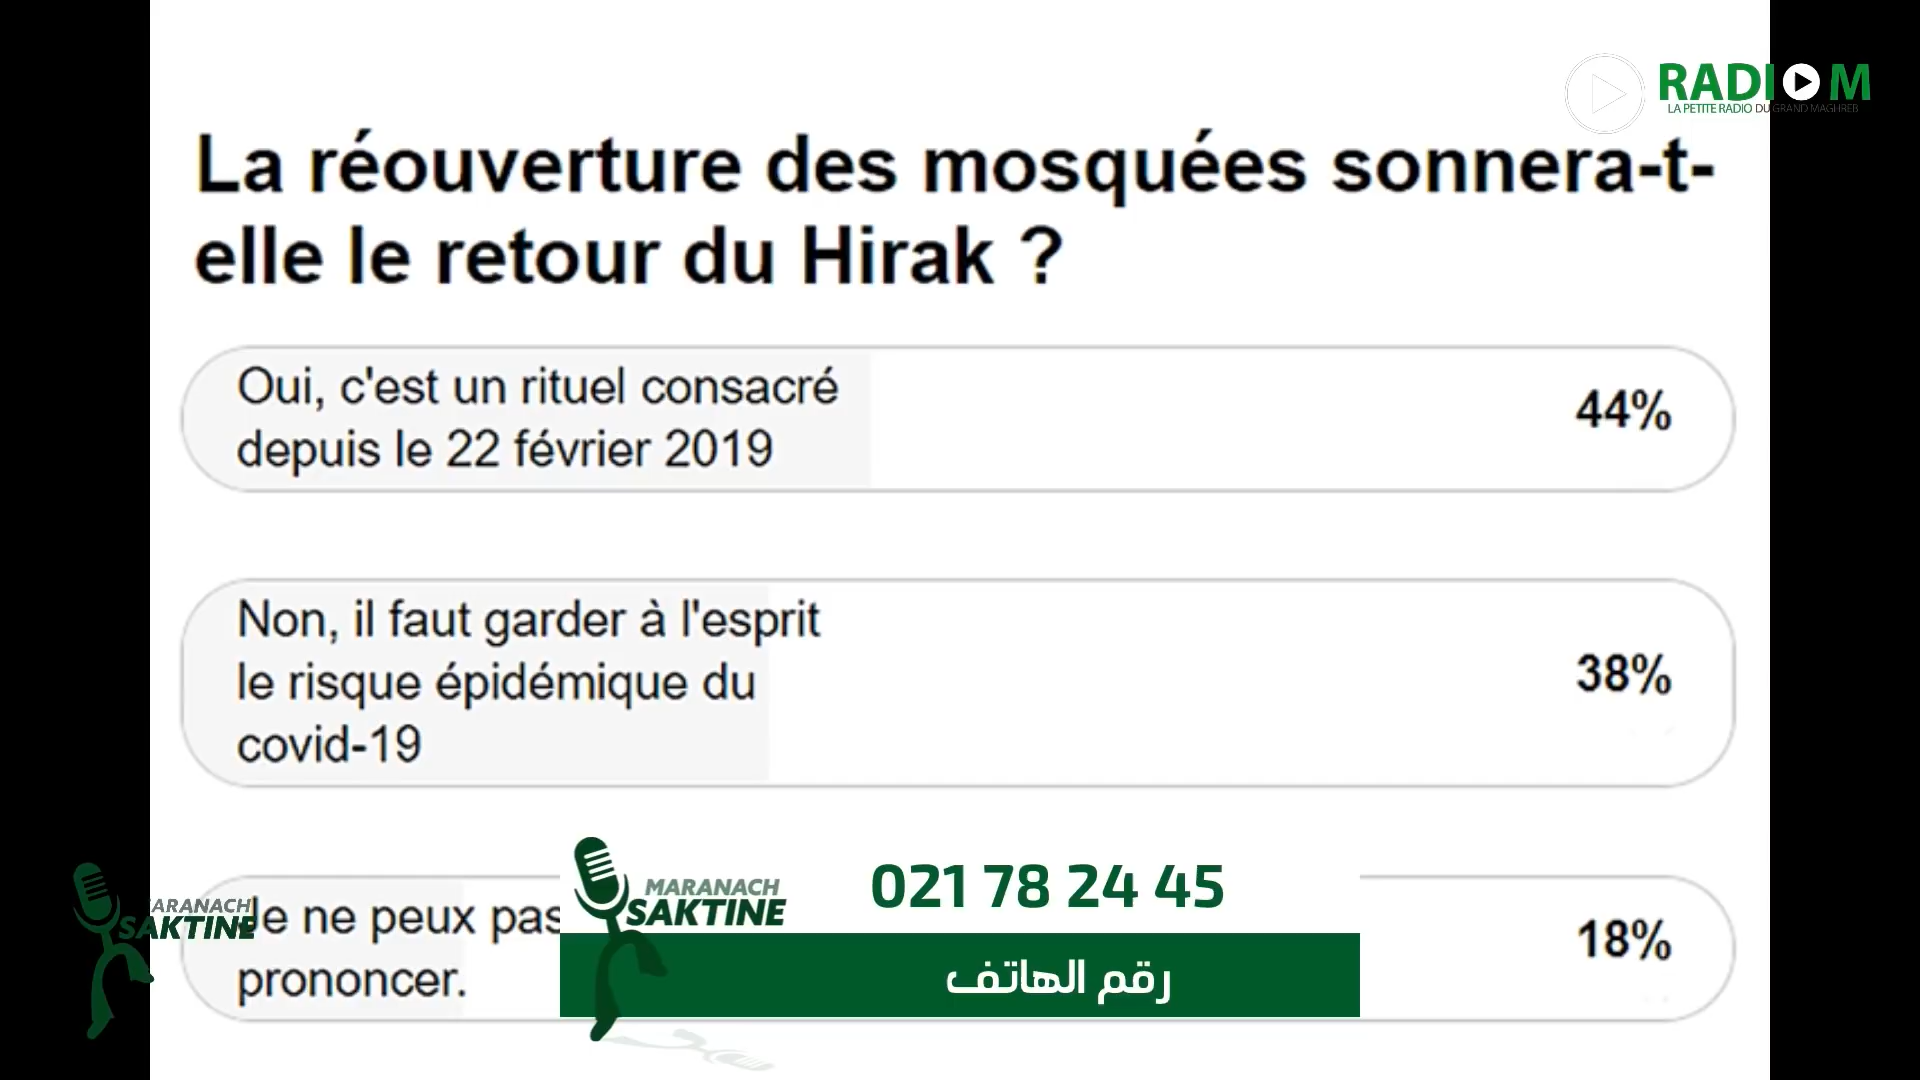 RADIOM
LA PETITE RADIO DU GRAND MAGHREB
La réouverture des mosquées sonnera-t-
elle le retour du Hirak ?
Oui, c'est un rituel consacré
depuis le 22 février 2019
44%
Non, il faut garder à l'esprit
le risque épidémique du
covid-19
38%
Je ne peux pas
prononcer.
18%
ARANACH
SAKTINE
MARANACH
SAKTINE
021 78 24 45
رقم الهاتف